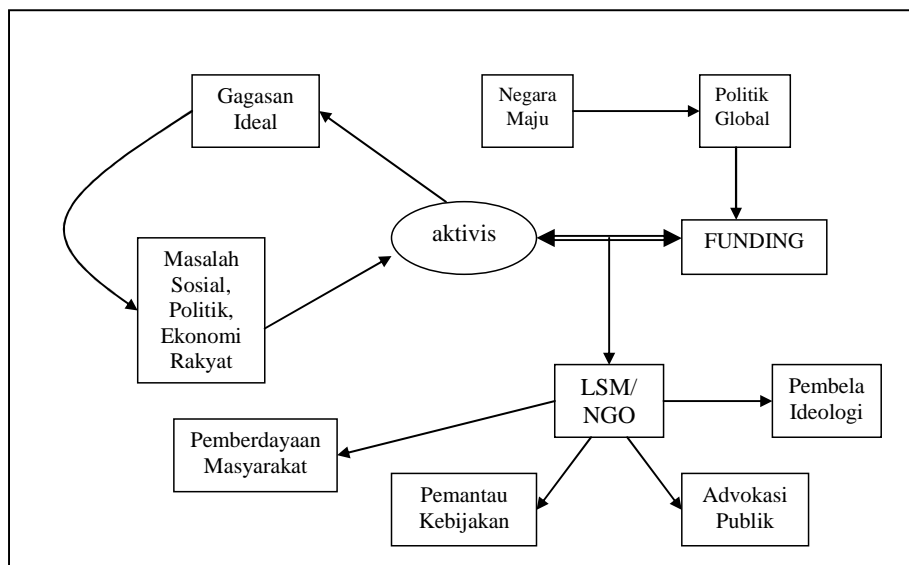 Gagasan
Ideal
Negara
Maju
Politik
Global
aktivis
FUNDING
Masalah
Sosial,
Politik,
Ekonomi
Rakyat
LSM/
NGO
Pembela
Ideologi
Pemberdayaan
Masyarakat
Pemantau
Kebijakan
Advokasi
Publik